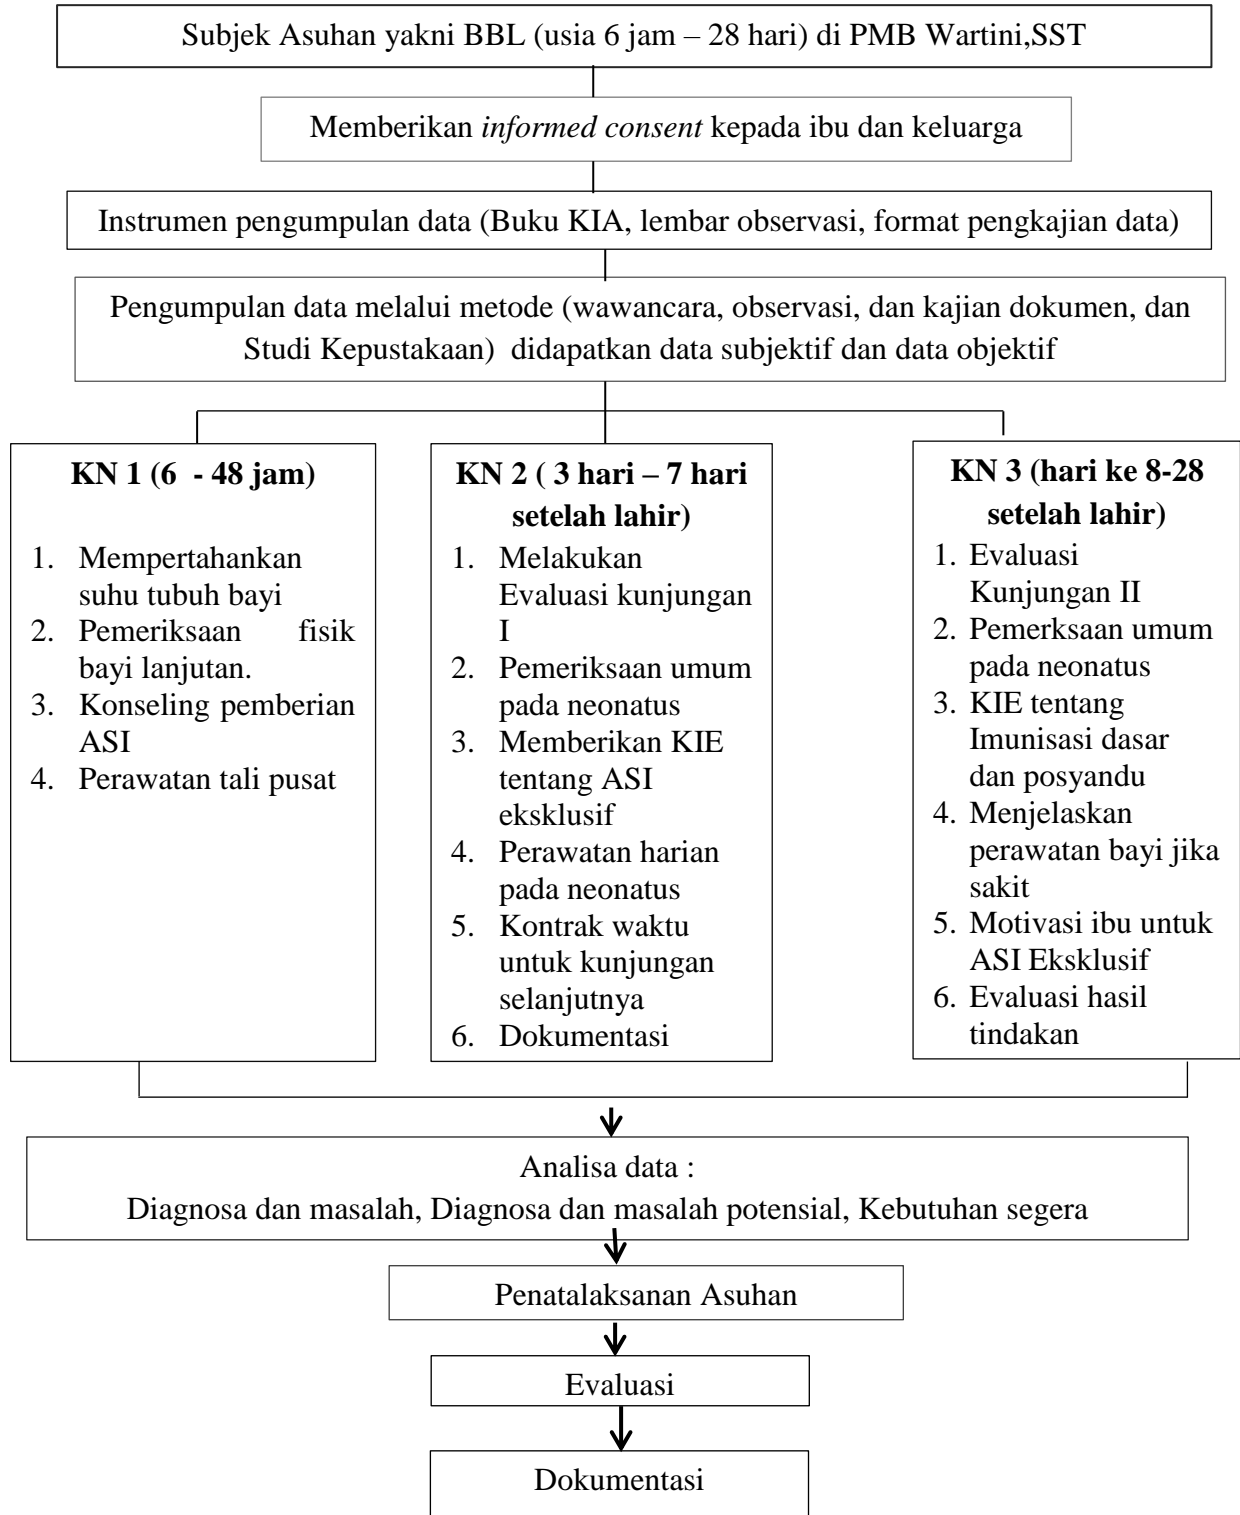 Subjek Asuhan yakni BBL (usia 6 jam – 28 hari) di PMB Wartini,SST
Memberikan informed consent kepada ibu dan keluarga
Instrumen pengumpulan data (Buku KIA, lembar observasi, format pengkajian data)
Pengumpulan data melalui metode (wawancara, observasi, dan kajian dokumen, dan
Studi Kepustakaan) didapatkan data subjektif dan data objektif
KN 1 (6 - 48 jam)
1. Mempertahankan
suhu tubuh bayi
2. Pemeriksaan fisik
bayi lanjutan.
3. Konseling pemberian
ASI
4. Perawatan tali pusat
KN 2 ( 3 hari – 7 hari
setelah lahir)
1. Melakukan
Evaluasi kunjungan
I
2. Pemeriksaan umum
pada neonatus
3. Memberikan KIE
tentang ASI
eksklusif
4. Perawatan harian
pada neonatus
5. Kontrak waktu
untuk kunjungan
selanjutnya
6. Dokumentasi
KN 3 (hari ke 8-28
setelah lahir)
1. Evaluasi
Kunjungan II
2. Pemerksaan umum
pada neonatus
3. KIE tentang
Imunisasi dasar
dan posyandu
4. Menjelaskan
perawatan bayi jika
sakit
5. Motivasi ibu untuk
ASI Eksklusif
6. Evaluasi hasil
tindakan
Analisa data :
Diagnosa dan masalah, Diagnosa dan masalah potensial, Kebutuhan segera
Penatalaksanan Asuhan
Evaluasi
Dokumentasi